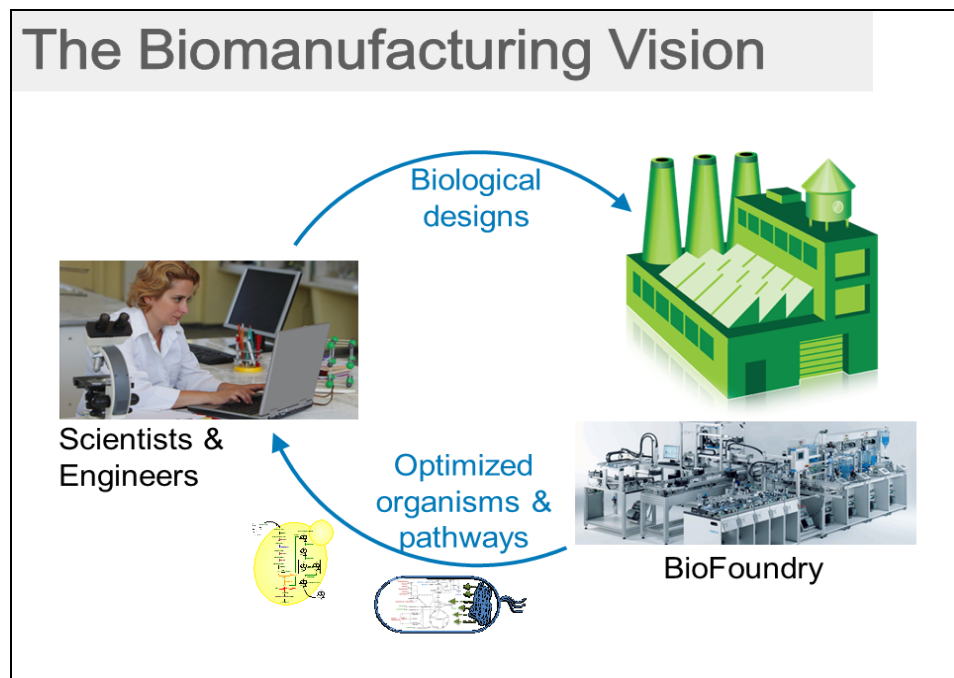 The Biomanufacturing Vision
Biological
designs
Scientists &
Engineers
Optimized
organisms &
pathways
BioFoundry